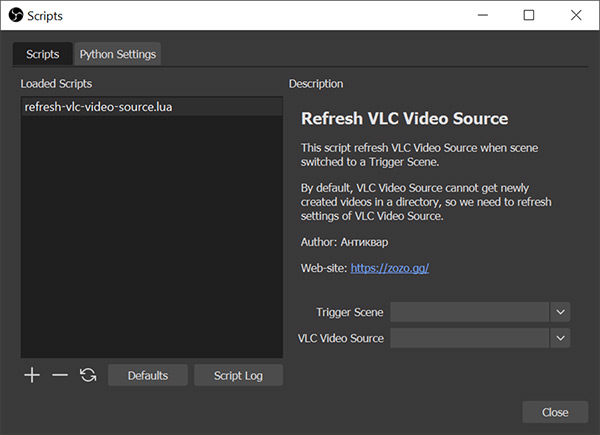 Scripts
Scripts
Python Settings
Loaded Scripts
refresh-vlc-video-source.lua
Defaults
Script Log
Description
Refresh VLC Video Source
This script refresh VLC Video Source when scene
switched to a Trigger Scene.
By default, VLC Video Source cannot get newly
created videos in a directory, so we need to refresh
settings of VLC Video Source.
Author: Антиквар
Web-site: https://zozo.gg/
Trigger Scene
VLC Video Source
Close